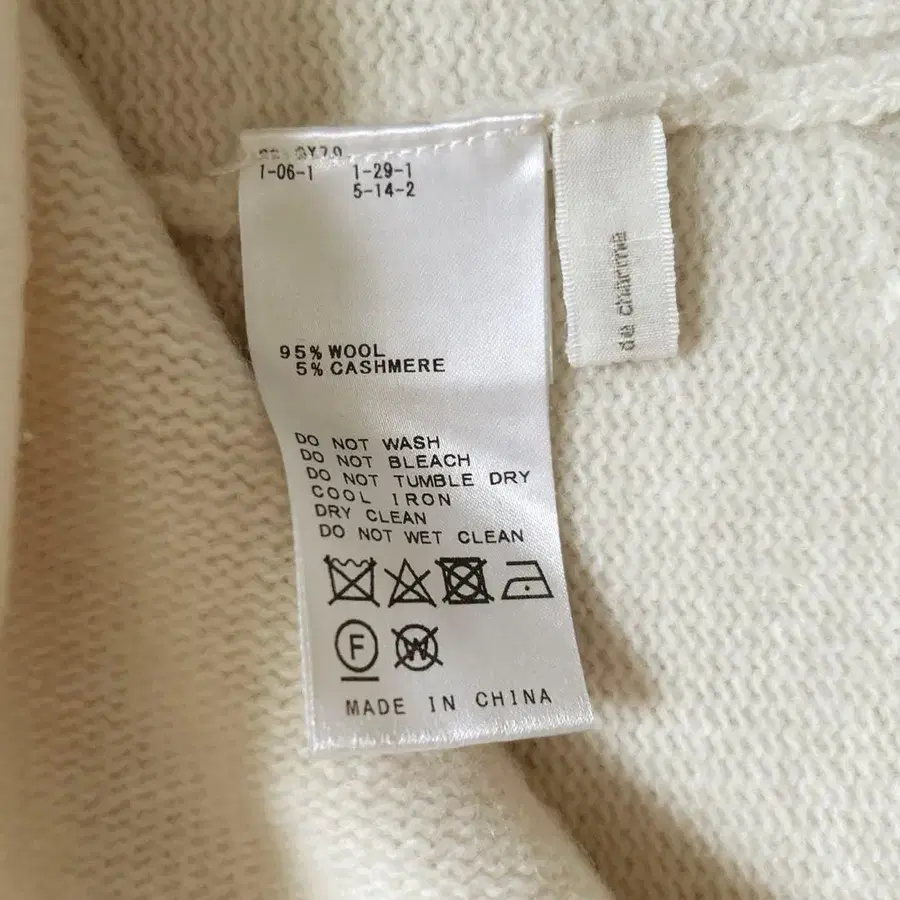 1-06-1 1-29-1
5-14-2
95% WOOL
5% CASHMERE
DO NOT WASH
DO NOT BLEACH
DO NOT TUMBLE DRY
COOL IRON
DRY CLEAN
DO NOT WET CLEAN
F W
MADE IN CHINA
de charme